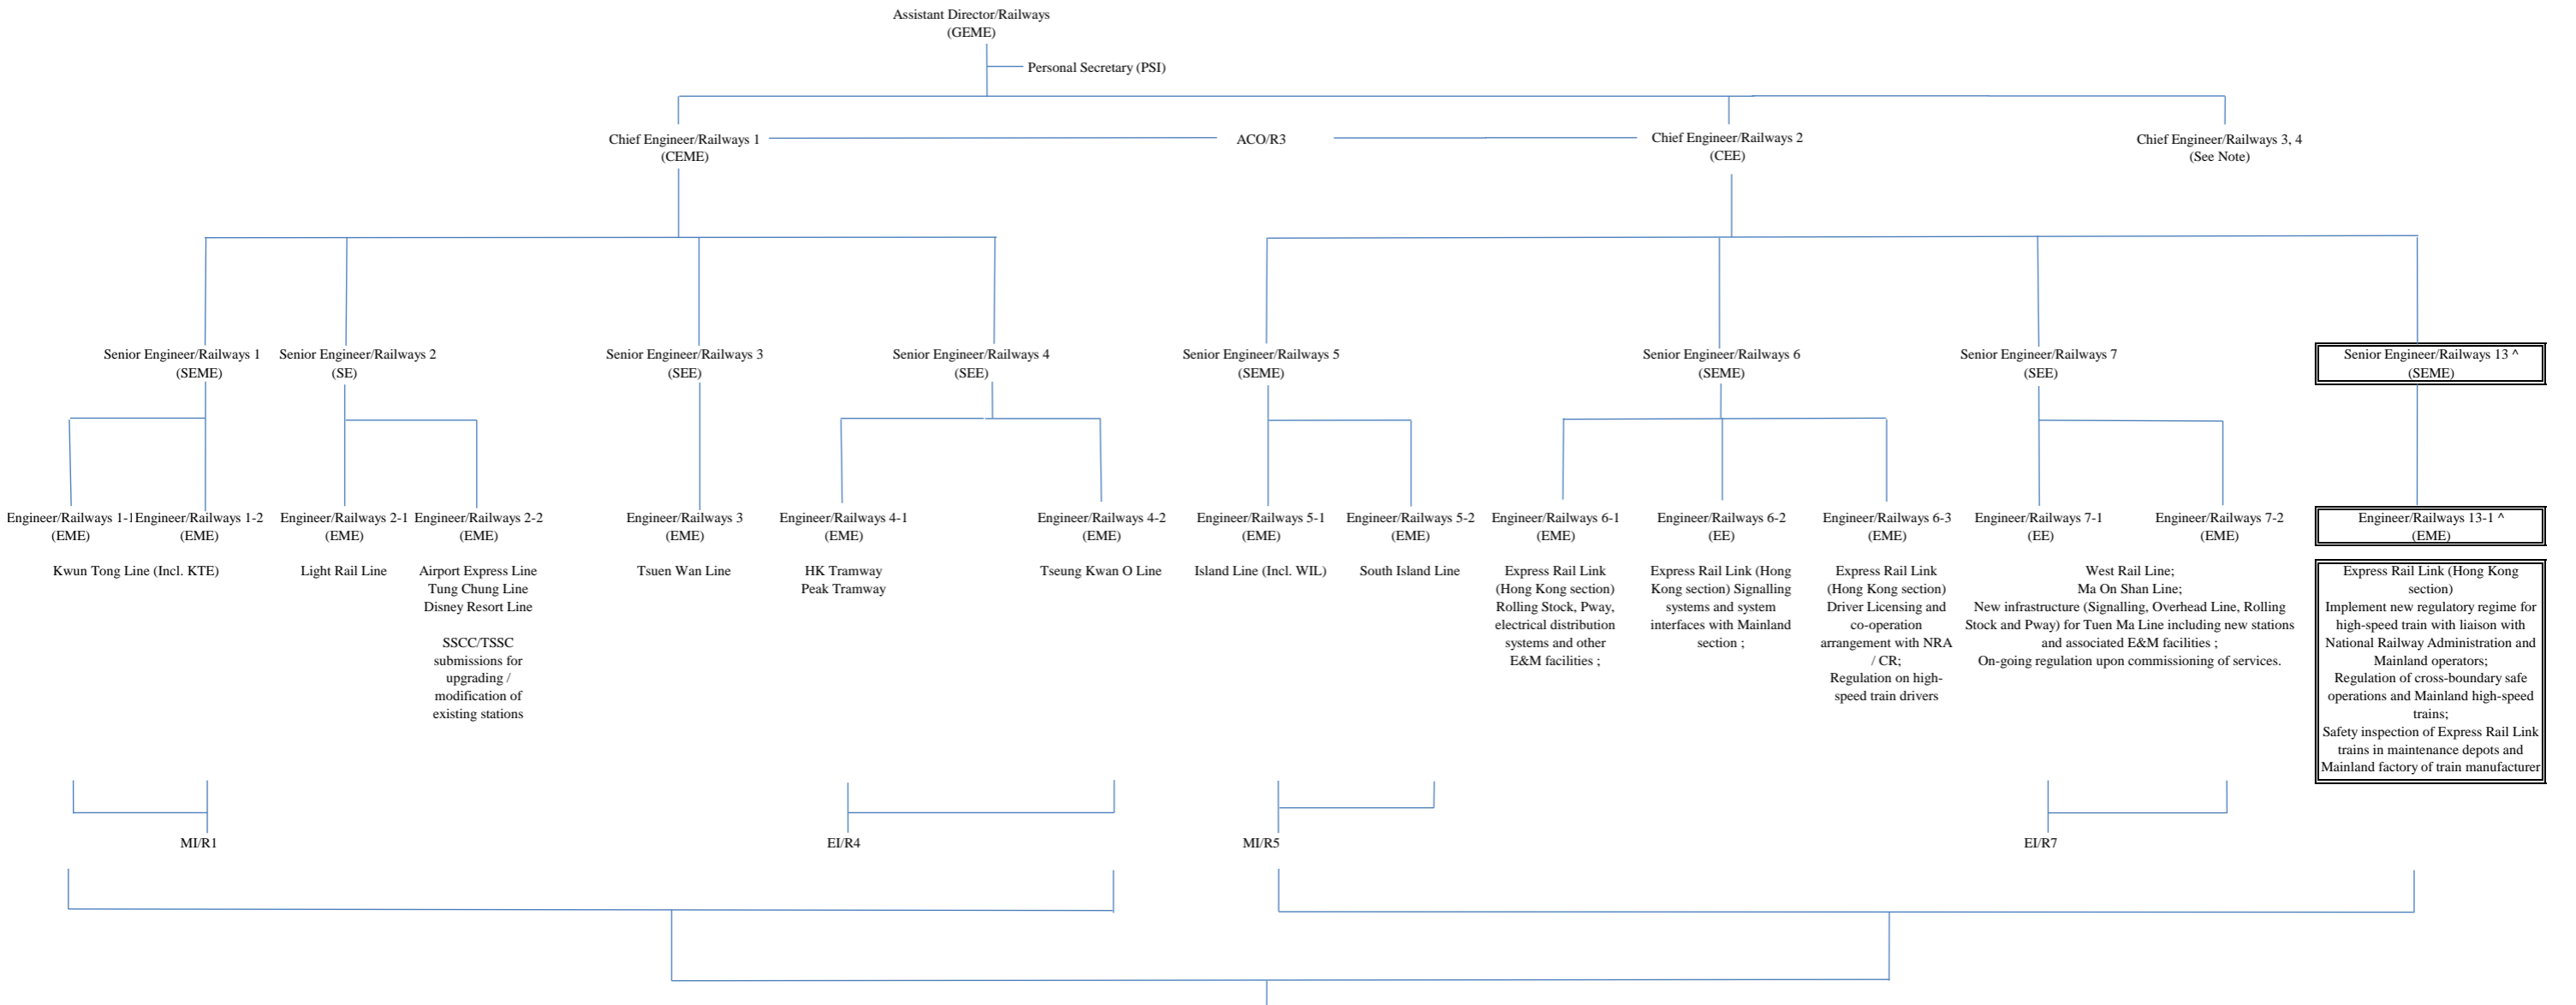 Assistant Director/Railways
(GEME)
Personal Secretary (PSI)
Chief Engineer/Railways 1
(CEME)
ACO/R3
Chief Engineer/Railways 2
(CEE)
Chief Engineer/Railways 3, 4
(See Note)
Senior Engineer/Railways 1
(SEME)
Senior Engineer/Railways 2
(SE)
Senior Engineer/Railways 3
(SEE)
Senior Engineer/Railways 4
(SEE)
Senior Engineer/Railways 5
(SEME)
Senior Engineer/Railways 6
(SEME)
Senior Engineer/Railways 7
(SEE)
Senior Engineer/Railways 13 ^
(SEME)
Engineer/Railways 1-1
(EME)
Engineer/Railways 1-2
(EME)
Kwun Tong Line (Incl. KTE)
Engineer/Railways 2-1
(EME)
Light Rail Line
Engineer/Railways 2-2
(EME)
Airport Express Line
Tung Chung Line
Disney Resort Line
SSCC/TSSC
submissions for
upgrading /
modification of
existing stations
Engineer/Railways 3
(EME)
Tsuen Wan Line
Engineer/Railways 4-1
(EME)
HK Tramway
Peak Tramway
Engineer/Railways 4-2
(EME)
Tseung Kwan O Line
Engineer/Railways 5-1
(EME)
Island Line (Incl. WIL)
Engineer/Railways 5-2
(EME)
South Island Line
Engineer/Railways 6-1
(EME)
Express Rail Link
(Hong Kong section)
Rolling Stock, Pway,
electrical distribution
systems and other
E&M facilities ;
Engineer/Railways 6-2
(EE)
Express Rail Link (Hong
Kong section) Signalling
systems and system
interfaces with Mainland
section ;
Engineer/Railways 6-3
(EME)
Express Rail Link
(Hong Kong section)
Driver Licensing and
co-operation
arrangement with NRA
/ CR;
Regulation on high-
speed train drivers
Engineer/Railways 7-1
(EE)
Engineer/Railways 7-2
(EME)
West Rail Line;
Ma On Shan Line;
New infrastructure (Signalling, Overhead Line, Rolling
Stock and Pway) for Tuen Ma Line including new stations
and associated E&M facilities ;
On-going regulation upon commissioning of services.
Engineer/Railways 13-1 ^
(EME)
Express Rail Link (Hong Kong
section)
Implement new regulatory regime for
high-speed train with liaison with
National Railway Administration and
Mainland operators;
Regulation of cross-boundary safe
operations and Mainland high-speed
trains;
Safety inspection of Express Rail Link
trains in maintenance depots and
Mainland factory of train manufacturer
MI/R1
EI/R4
MI/R5
EI/R7